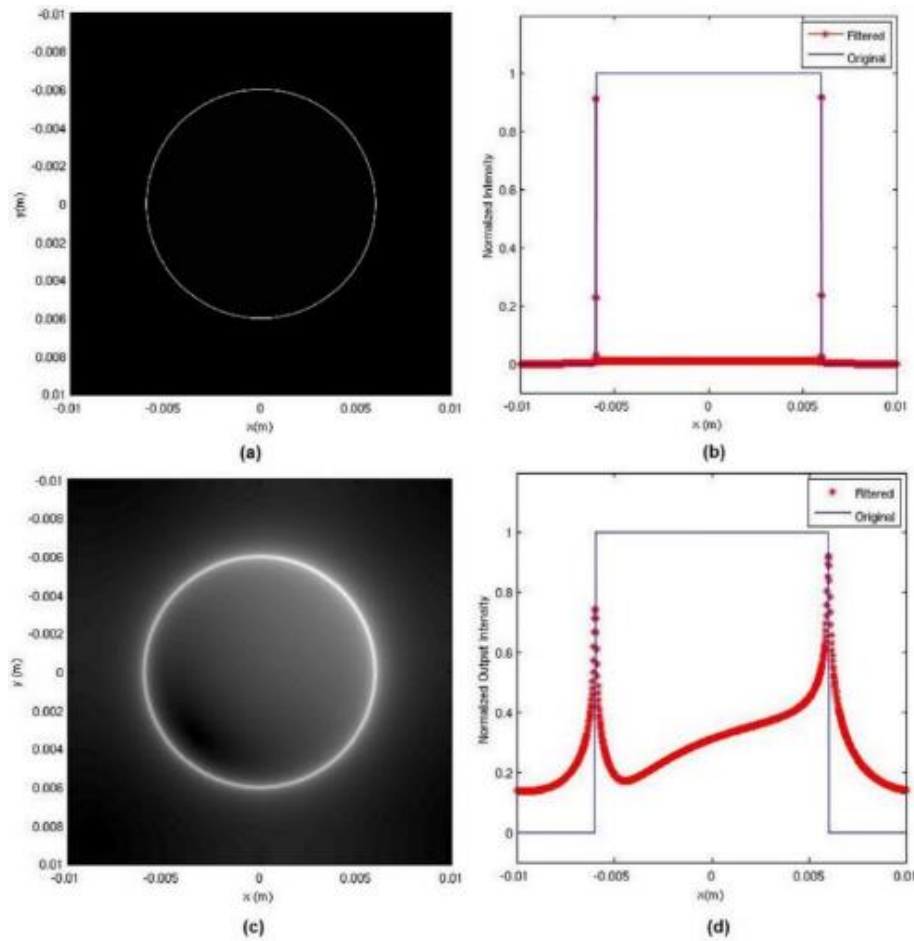 -0.01
-0.008
-0.006
-0.004
-0.002
0
0.002
0.004
0.006
0.008
0.01
y(m)
-0.01 -0.005 0 0.005 0.01
x(m)
(a)
Filtered
Original
1
0.8
0.6
0.4
0.2
0
Normalized Intensity
-0.01 -0.005 0 0.005 0.01
x (m)
(b)
-0.01
-0.008
-0.006
-0.004
-0.002
0
0.002
0.004
0.006
0.008
0.01
y (m)
-0.01 -0.005 0 0.005 0.01
x (m)
(c)
Filtered
Original
1
0.8
0.6
0.4
0.2
0
Normalized Output Intensity
-0.01 -0.005 0 0.005 0.01
x(m)
(d)